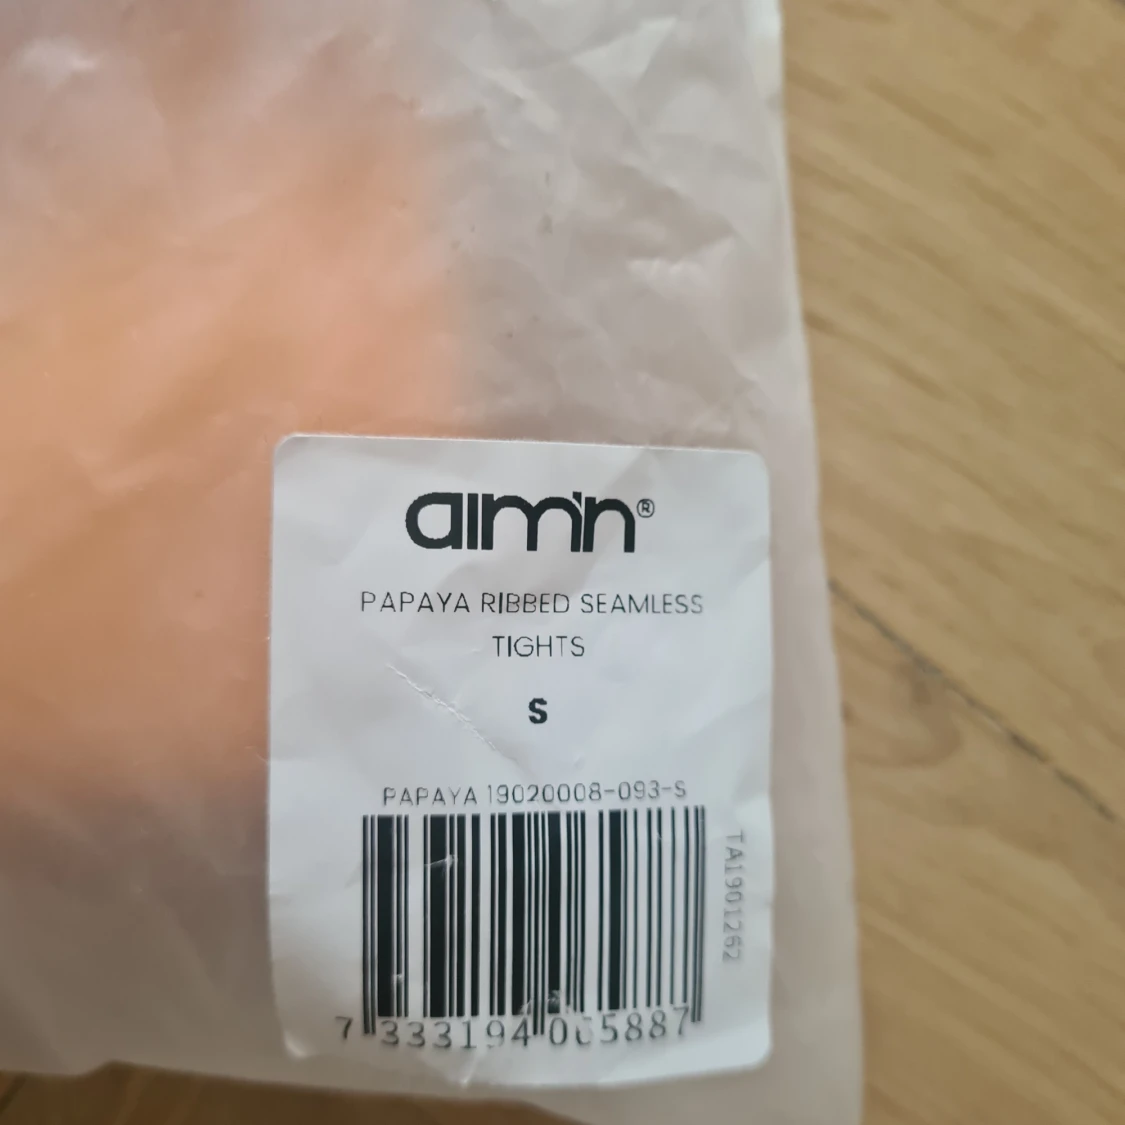 aim'n®
PAPAYA RIBBED SEAMLESS
TIGHTS
S
PAPAYA 19020008-093-S
7 333194 065887
TA1901262